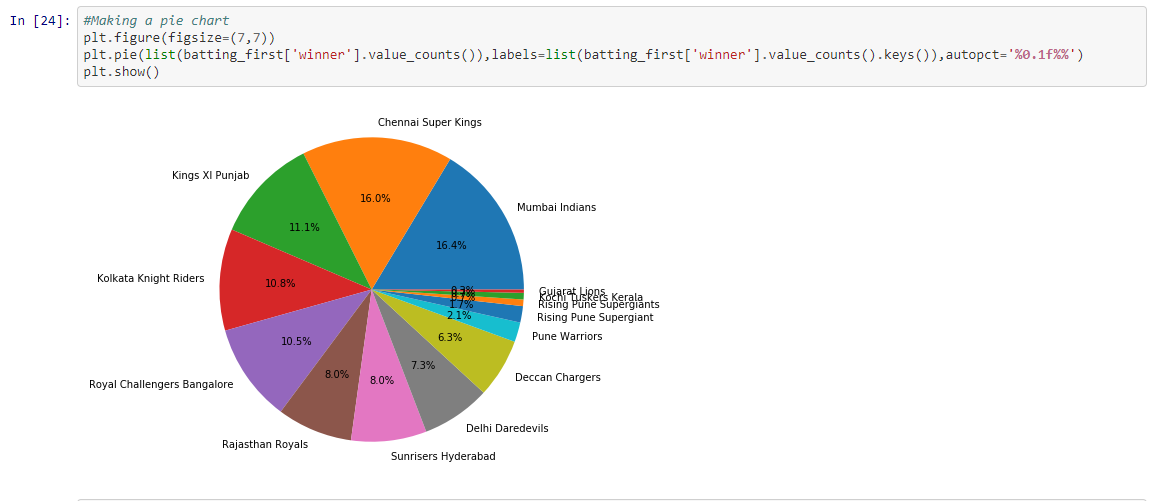 In [24]: #Making a pie chart
plt.figure(figsize=(7,7))
plt.pie(list(batting_first['winner'].value_counts()),labels=list(batting_first['winner'].value_counts().keys()),autopct='%0.1f%%')
plt.show()
Chennai Super Kings
Kings XI Punjab
16.0%
Mumbai Indians
11.1%
16.4%
Kolkata Knight Riders
10.8%
0.3%
Gujarat Lions
0.7%
Kochi Tuskers Kerala
Rising Pune Supergiants
1.7%
Rising Pune Supergiant
2.1%
Pune Warriors
10.5%
6.3%
7.3%
Deccan Chargers
8.0%
8.0%
Royal Challengers Bangalore
Delhi Daredevils
Rajasthan Royals
Sunrisers Hyderabad